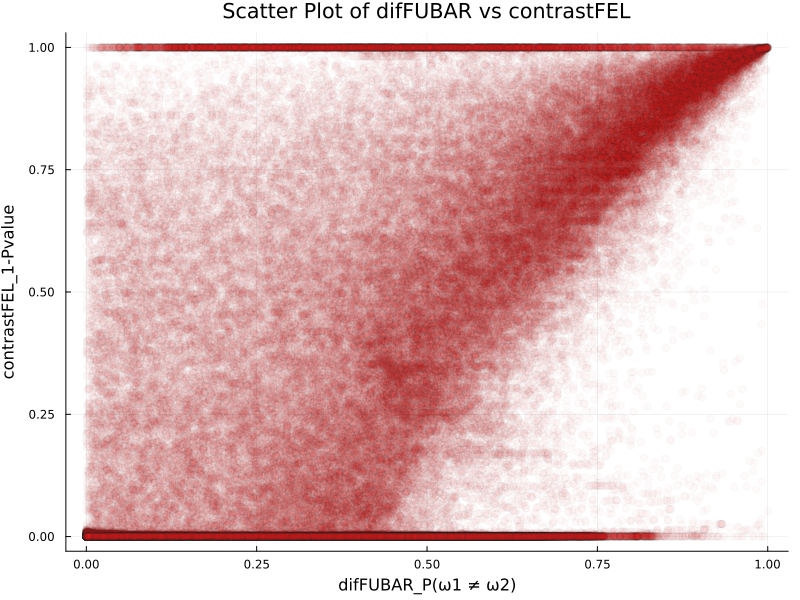 Scatter Plot of difFUBAR vs contrastFEL
contrastFEL_1-Pvalue
1.00
0.75
0.50
0.25
0.00
0.00 0.25 0.50 0.75 1.00
difFUBAR_P(ω1 ≠ ω2)